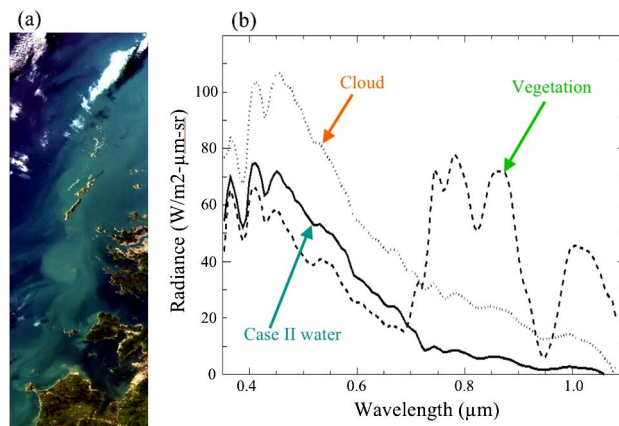 (a)
(b)
100
80
60
40
20
0
0.4
0.6
0.8
1.0
Radiance (W/m2-μm-sr)
Wavelength (μm)
Cloud
Vegetation
Case II water